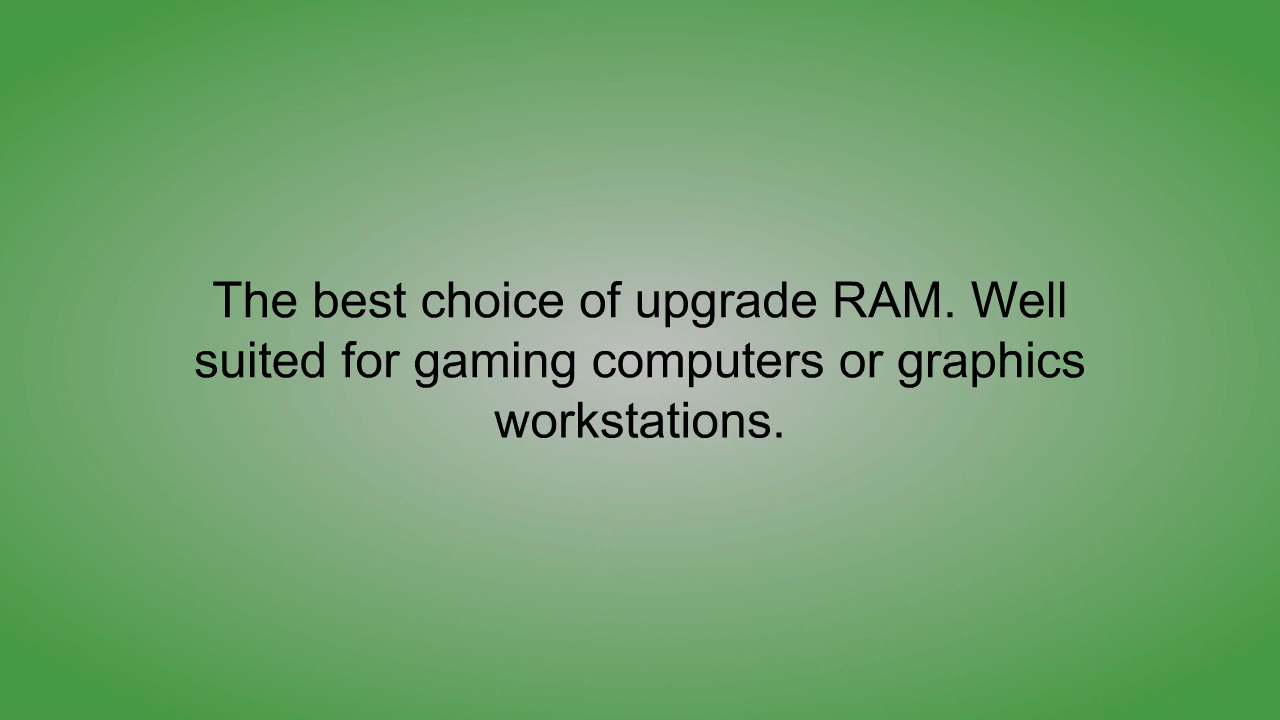 The best choice of upgrade RAM. Well
suited for gaming computers or graphics
workstations.